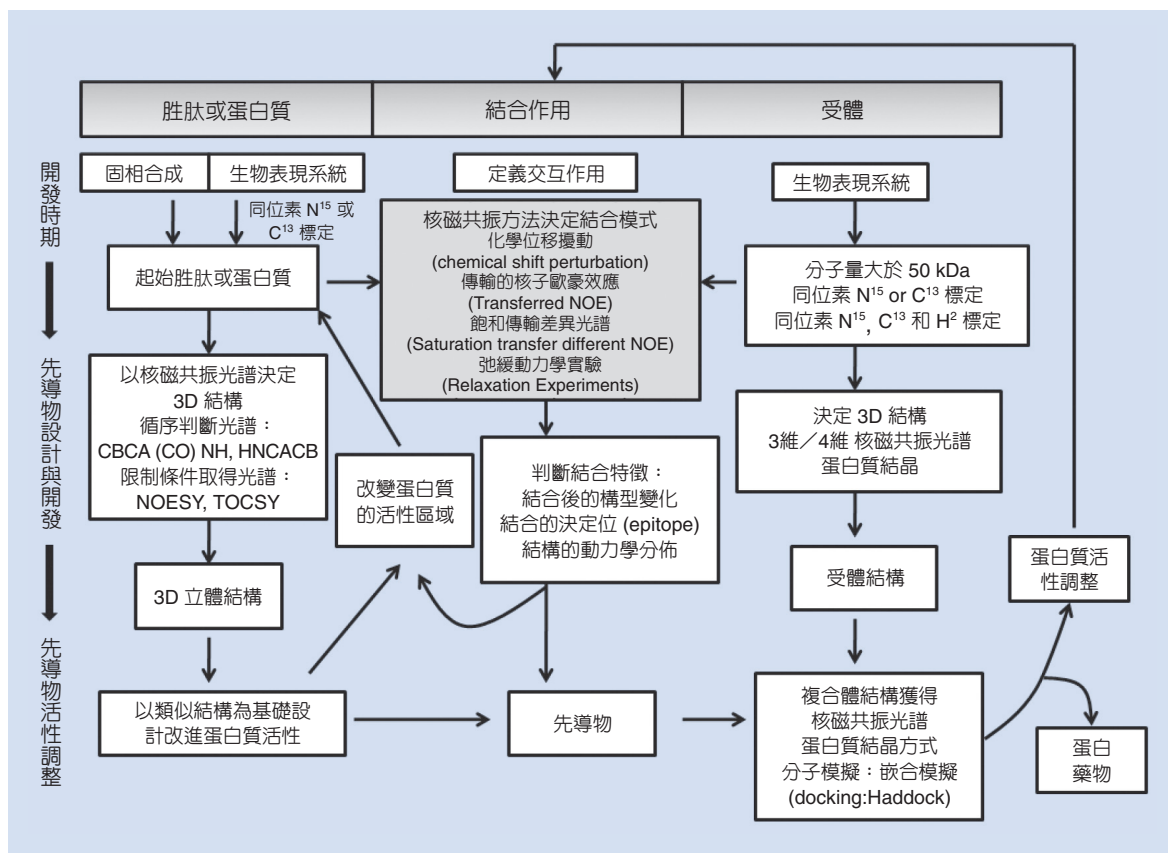 胜肽或蛋白質
結合作用
受體
開發時期
先導物設計與開發
先導物活性調整
固相合成
生物表現系統
同位素 N¹⁵ 或
C¹³ 標定
起始胜肽或蛋白質
以核磁共振光譜決定
3D 結構
循序判斷光譜：
CBCA (CO) NH, HNCACB
限制條件取得光譜：
NOESY, TOCSY
3D 立體結構
以類似結構為基礎設
計改進蛋白質活性
改變蛋白質
的活性區域
定義交互作用
核磁共振方法決定結合模式
化學位移擾動
(chemical shift perturbation)
傳輸的核子歐豪效應
(Transferred NOE)
飽和傳輸差異光譜
(Saturation transfer different NOE)
弛緩動力學實驗
(Relaxation Experiments)
判斷結合特徵：
結合後的構型變化
結合的決定位 (epitope)
結構的動力學分佈
先導物
生物表現系統
分子量大於 50 kDa
同位素 N¹⁵ or C¹³ 標定
同位素 N¹⁵, C¹³ 和 H² 標定
決定 3D 結構
3維／4維 核磁共振光譜
蛋白質結晶
受體結構
複合體結構獲得
核磁共振光譜
蛋白質結晶方式
分子模擬：嵌合模擬
(docking:Haddock)
蛋白質活
性調整
蛋白
藥物